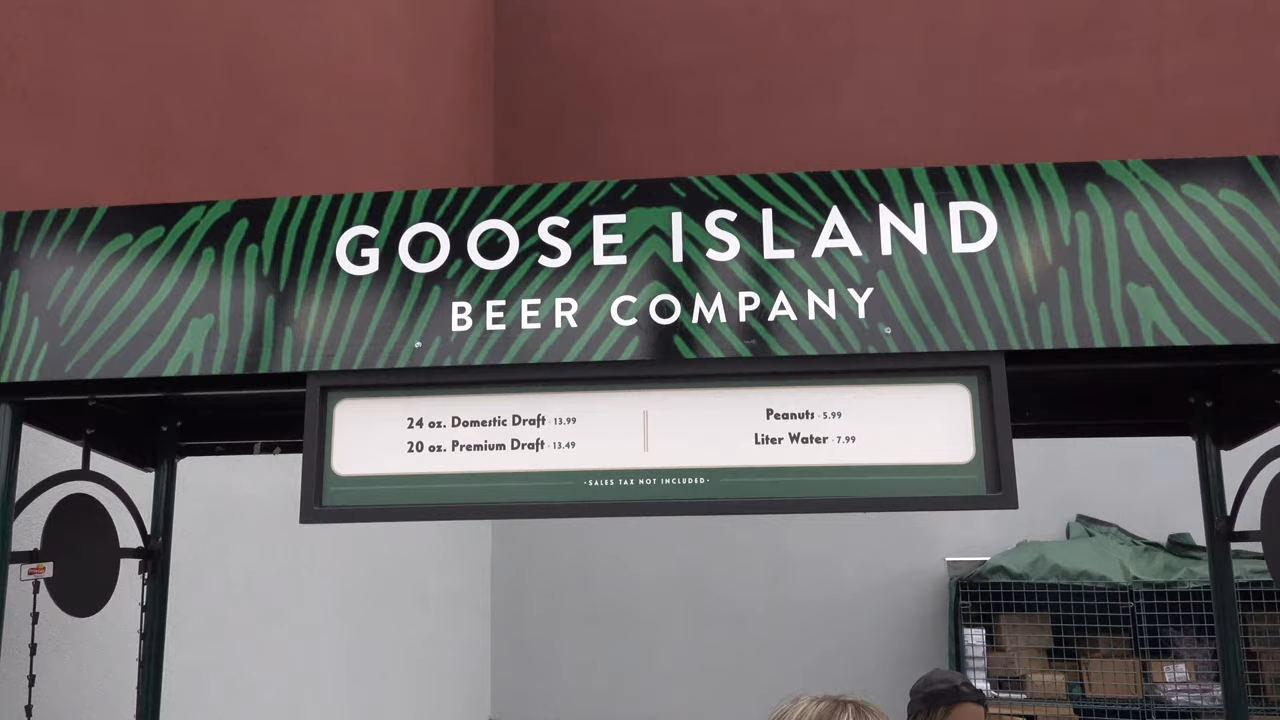 GOOSE ISLAND
BEER COMPANY
24 oz. Domestic Draft · 13.99
20 oz. Premium Draft · 13.49
Peanuts · 5.99
Liter Water · 7.99
· SALES TAX NOT INCLUDED ·